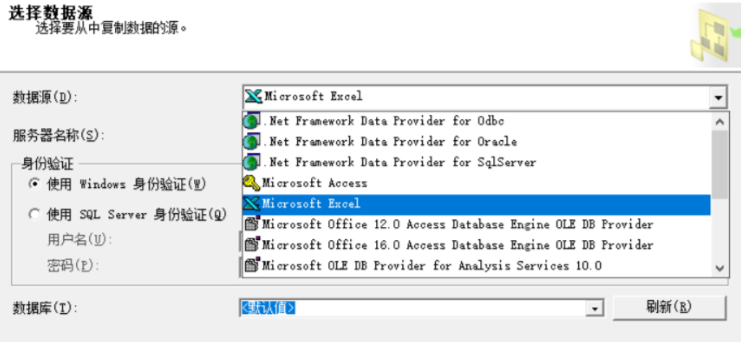 选择数据源
选择要从中复制数据的源。
数据源(D):
Microsoft Excel
.Net Framework Data Provider for Odbc
.Net Framework Data Provider for Oracle
.Net Framework Data Provider for SqlServer
Microsoft Access
Microsoft Excel
Microsoft Office 12.0 Access Database Engine OLE DB Provider
Microsoft Office 16.0 Access Database Engine OLE DB Provider
Microsoft OLE DB Provider for Analysis Services 10.0
服务器名称(S):
身份验证
使用 Windows 身份验证(W)
使用 SQL Server 身份验证(Q)
用户名(U):
密码(P):
数据库(T):
<默认值>
刷新(R)